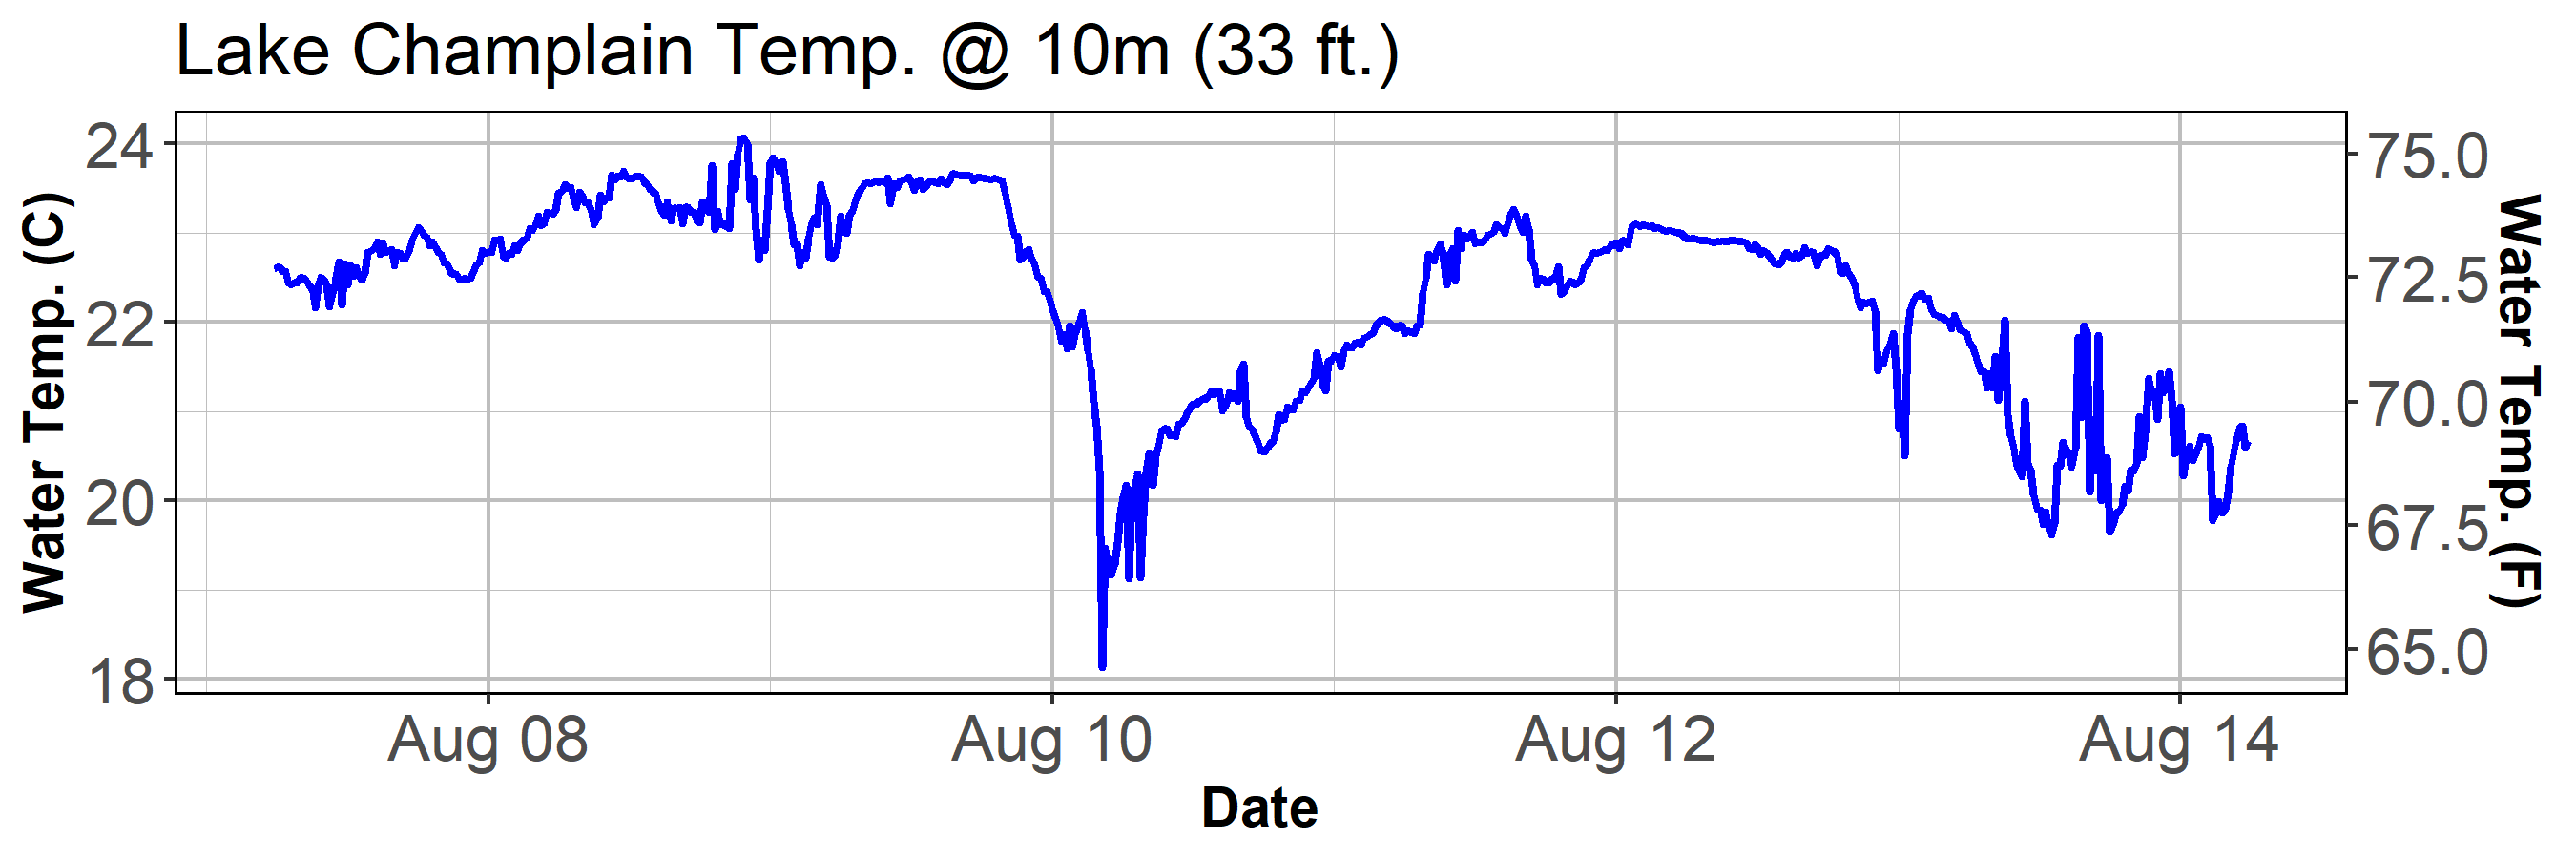 Lake Champlain Temp. @ 10m (33 ft.)
Water Temp. (C)
24
22
20
18
75.0
72.5
70.0
67.5
65.0
Water Temp. (F)
Aug 08
Aug 10
Aug 12
Aug 14
Date